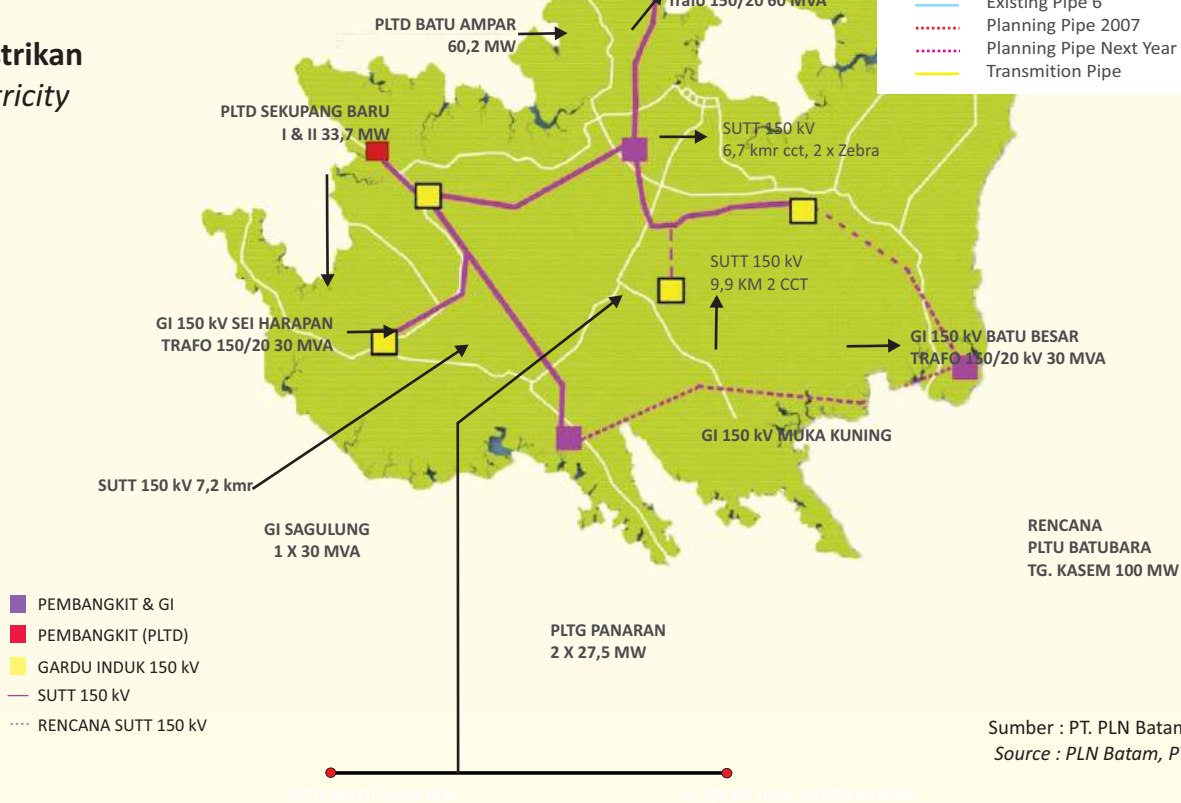 Existing Pipe 6
Planning Pipe 2007
Planning Pipe Next Year
Transmition Pipe
trikan
tricity
Trafo 150/20 60 MVA
PLTD BATU AMPAR
60,2 MW
PLTD SEKUPANG BARU
I & II 33,7 MW
SUTT 150 kV
6,7 kmr cct, 2 x Zebra
SUTT 150 kV
9,9 KM 2 CCT
GI 150 kV SEI HARAPAN
TRAFO 150/20 30 MVA
GI 150 kV BATU BESAR
TRAFO 150/20 kV 30 MVA
GI 150 kV MUKA KUNING
SUTT 150 kV 7,2 kmr
GI SAGULUNG
1 X 30 MVA
RENCANA
PLTU BATUBARA
TG. KASEM 100 MW
PLTG PANARAN
2 X 27,5 MW
PEMBANGKIT & GI
PEMBANGKIT (PLTD)
GARDU INDUK 150 kV
SUTT 150 kV
RENCANA SUTT 150 kV
Sumber : PT. PLN Batam
Source : PLN Batam, P